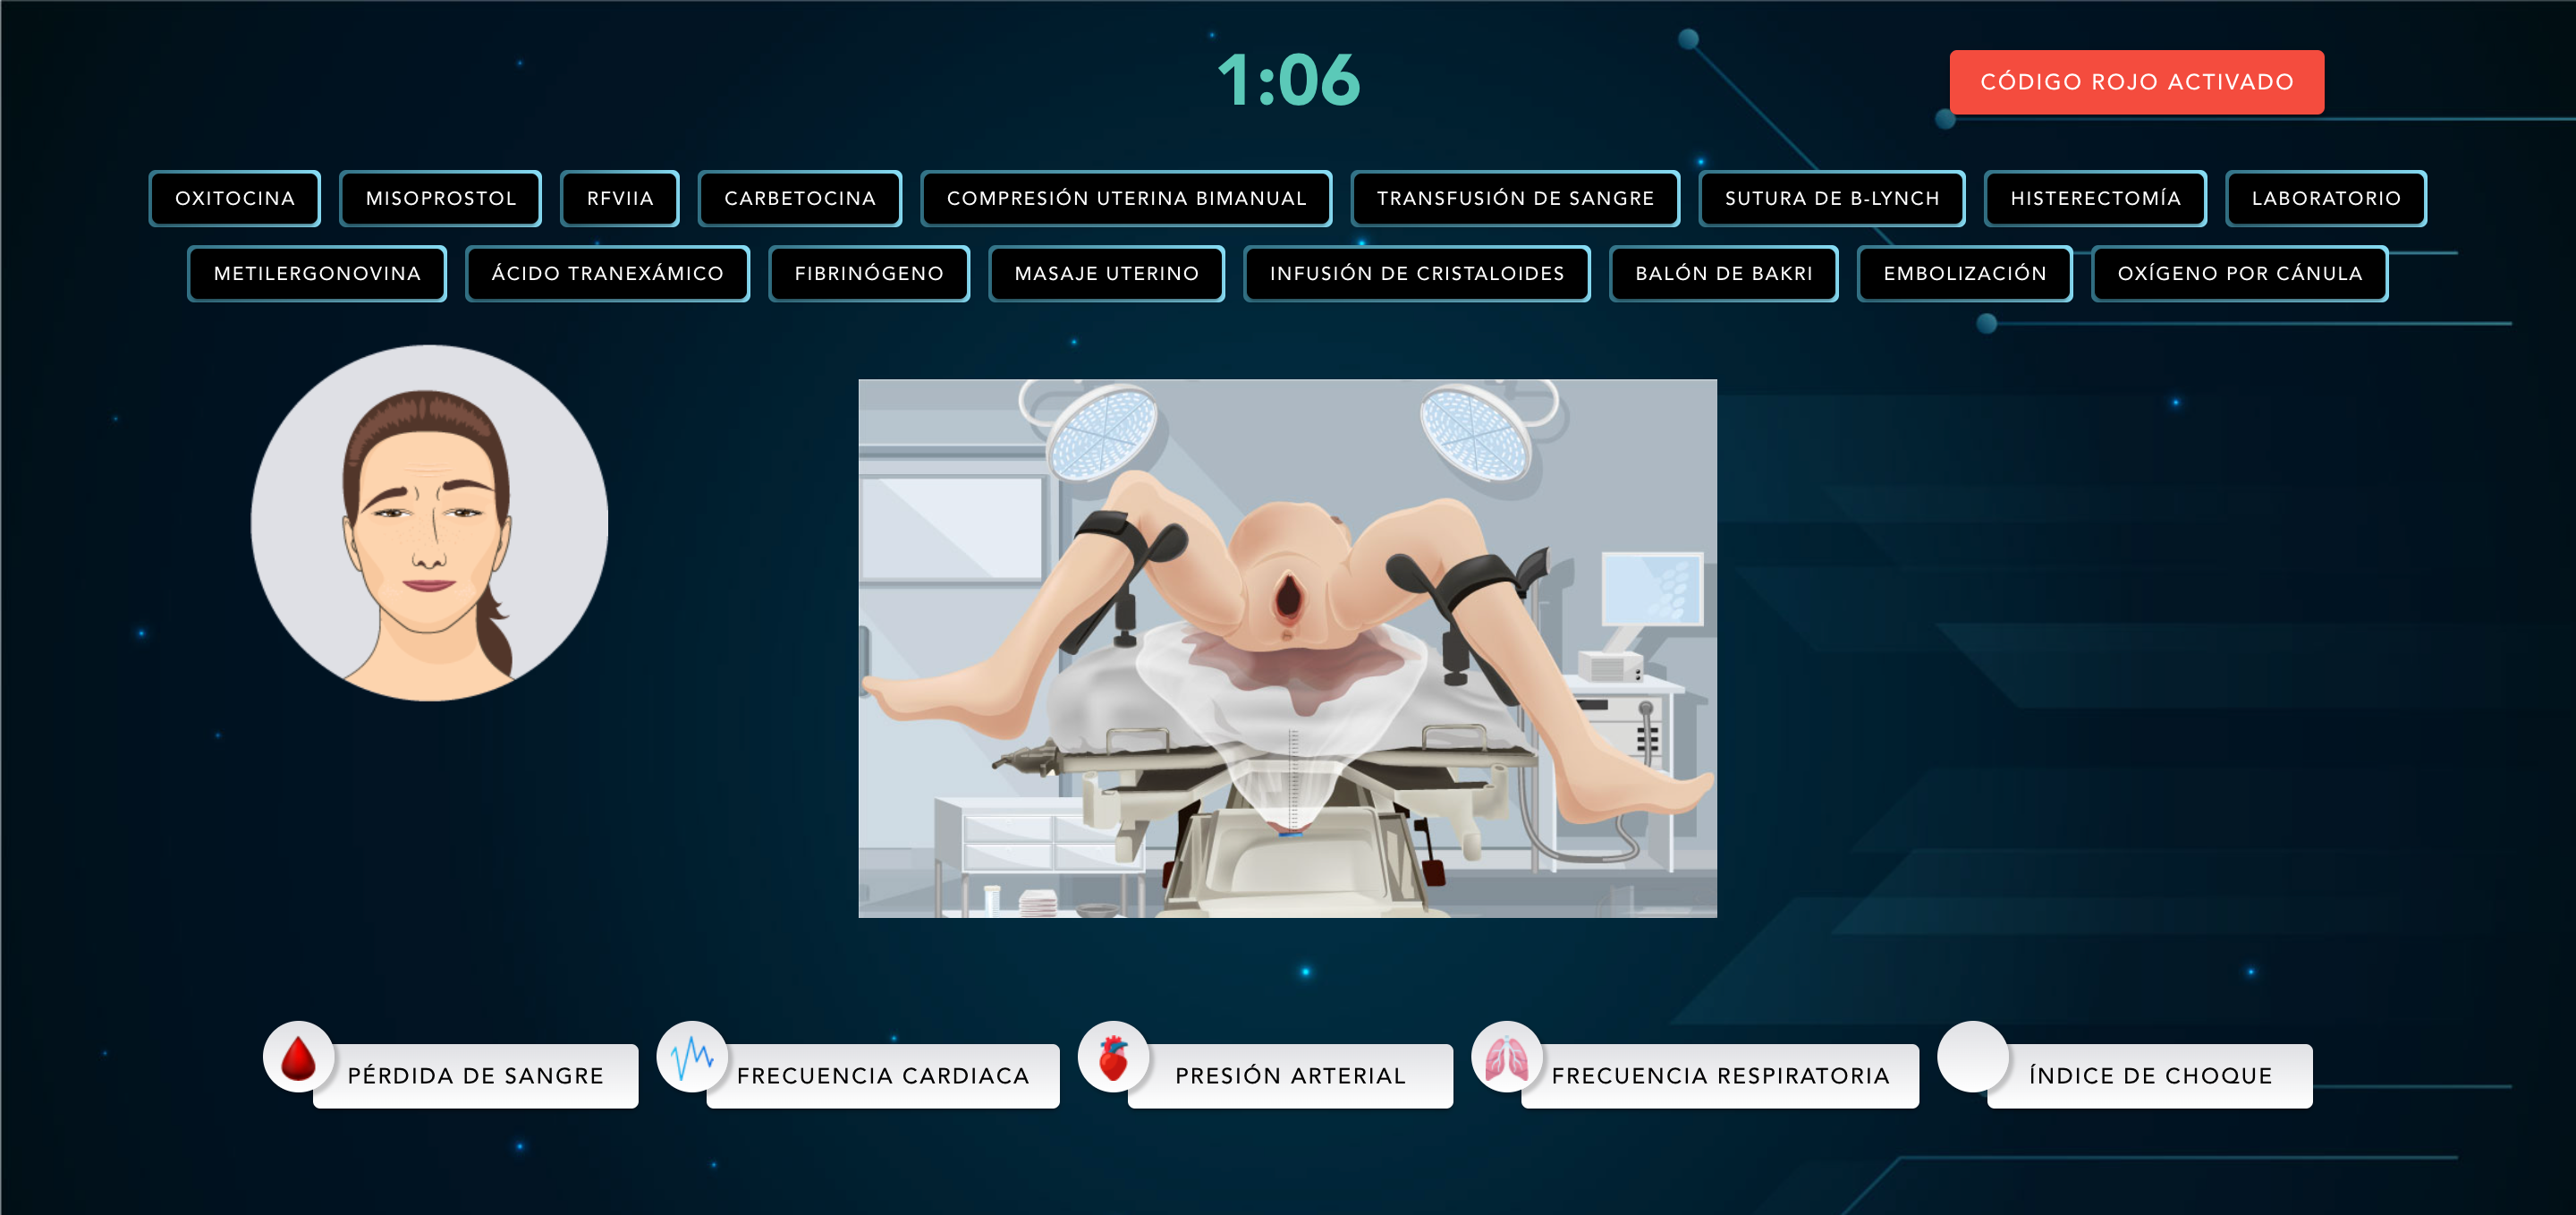 1:06
CÓDIGO ROJO ACTIVADO
OXITOCINA MISOPROSTOL RFVIIA CARBETOCINA COMPRESIÓN UTERINA BIMANUAL TRANSFUSIÓN DE SANGRE SUTURA DE B-LYNCH HISTERECTOMÍA LABORATORIO
METILERGONOVINA ÁCIDO TRANEXÁMICO FIBRINÓGENO MASAJE UTERINO INFUSIÓN DE CRISTALOIDES BALÓN DE BAKRI EMBOLIZACIÓN OXÍGENO POR CÁNULA
PÉRDIDA DE SANGRE FRECUENCIA CARDIACA PRESIÓN ARTERIAL FRECUENCIA RESPIRATORIA ÍNDICE DE CHOQUE